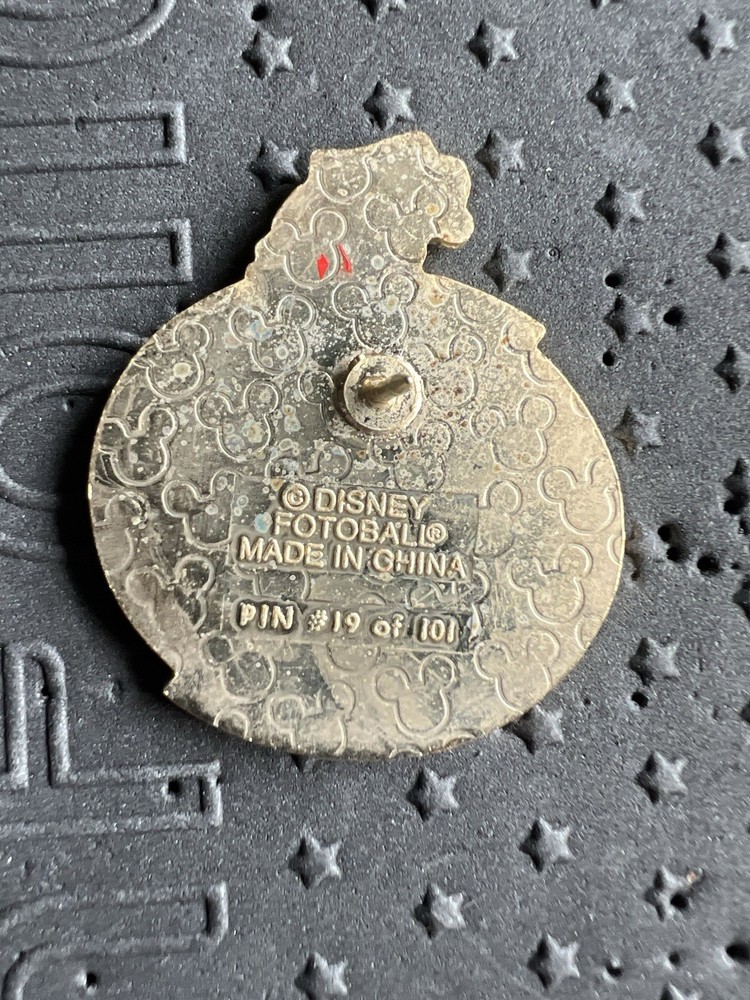 © DISNEY
FOTOBALL®
MADE IN CHINA
PIN #19 of 101